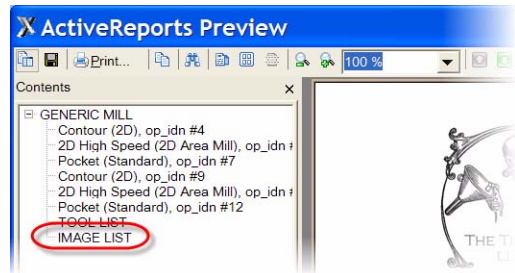 ActiveReports Preview
Print...
100 %
Contents
x
GENERIC MILL
Contour (2D), op_idn #4
2D High Speed (2D Area Mill), op_idn #
Pocket (Standard), op_idn #7
Contour (2D), op_idn #9
2D High Speed (2D Area Mill), op_idn #
Pocket (Standard), op_idn #12
TOOL LIST
IMAGE LIST
THE